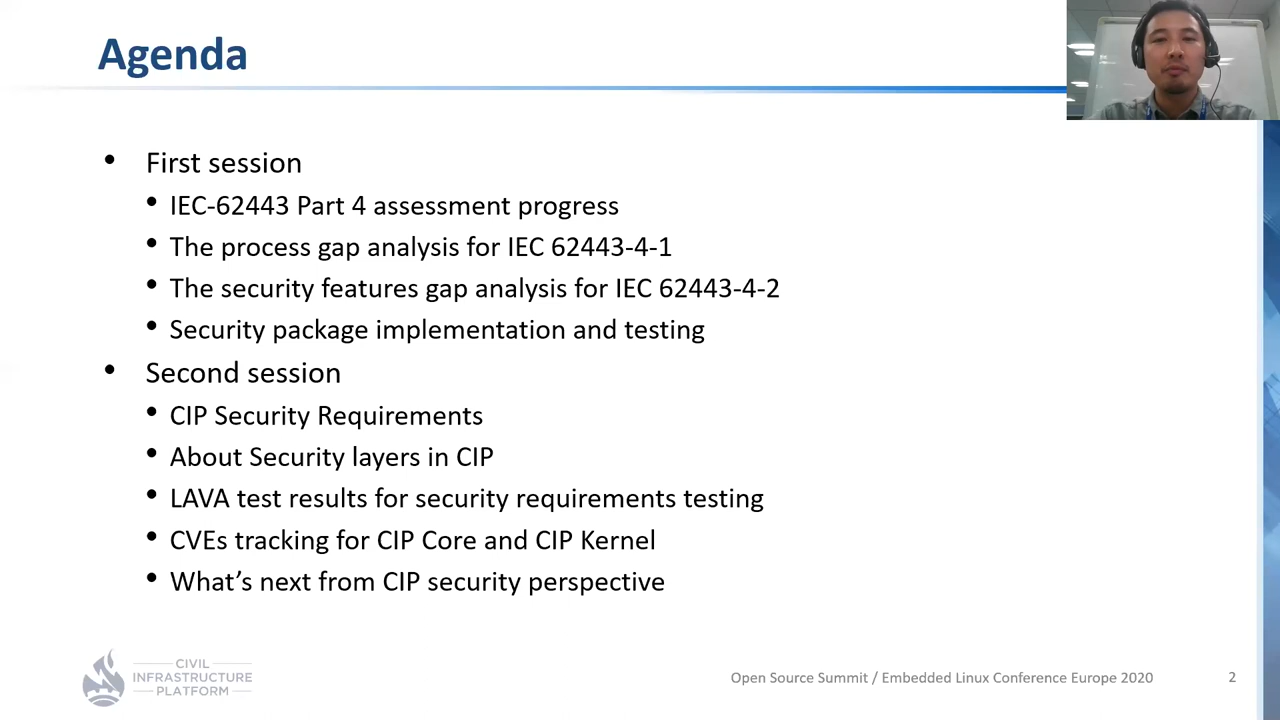 Agenda
First session
IEC-62443 Part 4 assessment progress
The process gap analysis for IEC 62443-4-1
The security features gap analysis for IEC 62443-4-2
Security package implementation and testing
Second session
CIP Security Requirements
About Security layers in CIP
LAVA test results for security requirements testing
CVEs tracking for CIP Core and CIP Kernel
What’s next from CIP security perspective
CIVIL
INFRASTRUCTURE
PLATFORM
Open Source Summit / Embedded Linux Conference Europe 2020
2